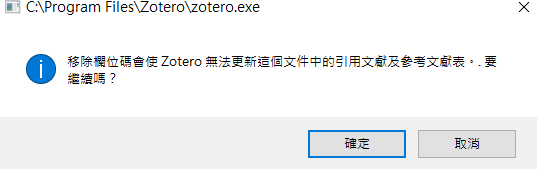 C:\Program Files\Zotero\zotero.exe
移除欄位碼會使 Zotero 無法更新這個文件中的引用文獻及參考文獻表。. 要
繼續嗎？
確定
取消